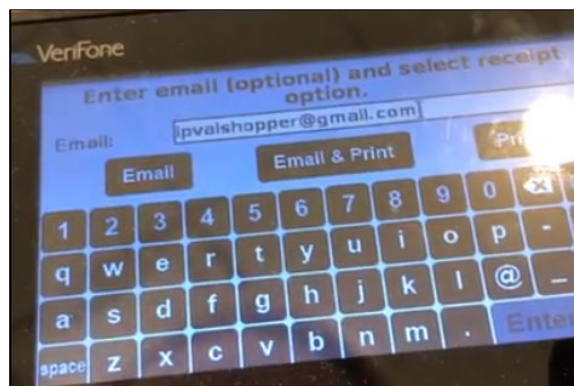 VeriFone
Enter email (optional) and select receipt
option.
Email: ipvalshopper@gmail.com
Email Email & Print
1 2 3 4 5 6 7 8 9 0
q w e r t y u i o p -
a s d f g h j k l @ _
space z x c v b n m . Enter